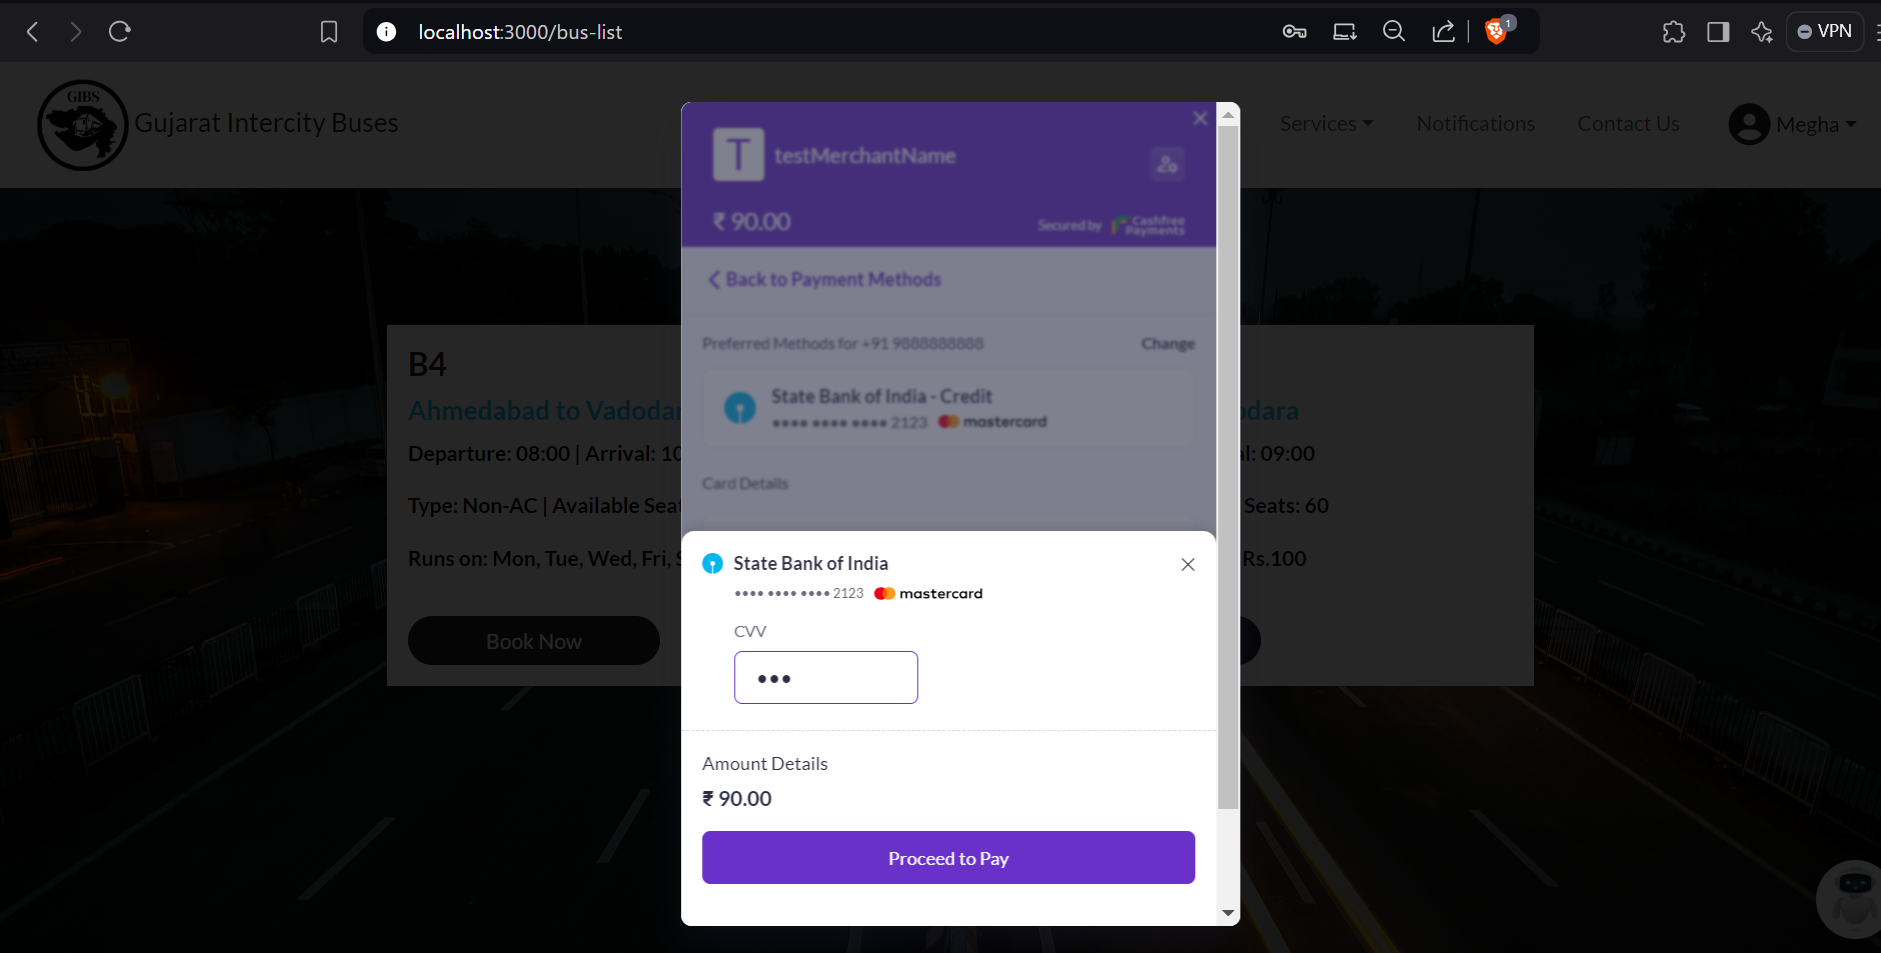 localhost:3000/bus-list
1
VPN
GIBS
Gujarat Intercity Buses
Services
Notifications
Contact Us
Megha
T
testMerchantName
₹ 90.00
Secured by Cashfree Payments
Back to Payment Methods
Preferred Methods for +91 9888888888
Change
State Bank of India - Credit
•••• •••• •••• 2123 mastercard
Card Details
B4
Ahmedabad to Vadodar
Departure: 08:00 | Arrival: 10
Type: Non-AC | Available Seat
Runs on: Mon, Tue, Wed, Fri, S
Book Now
odara
al: 09:00
Seats: 60
Rs.100
State Bank of India
•••• •••• •••• 2123 mastercard
CVV
•••
Amount Details
₹ 90.00
Proceed to Pay